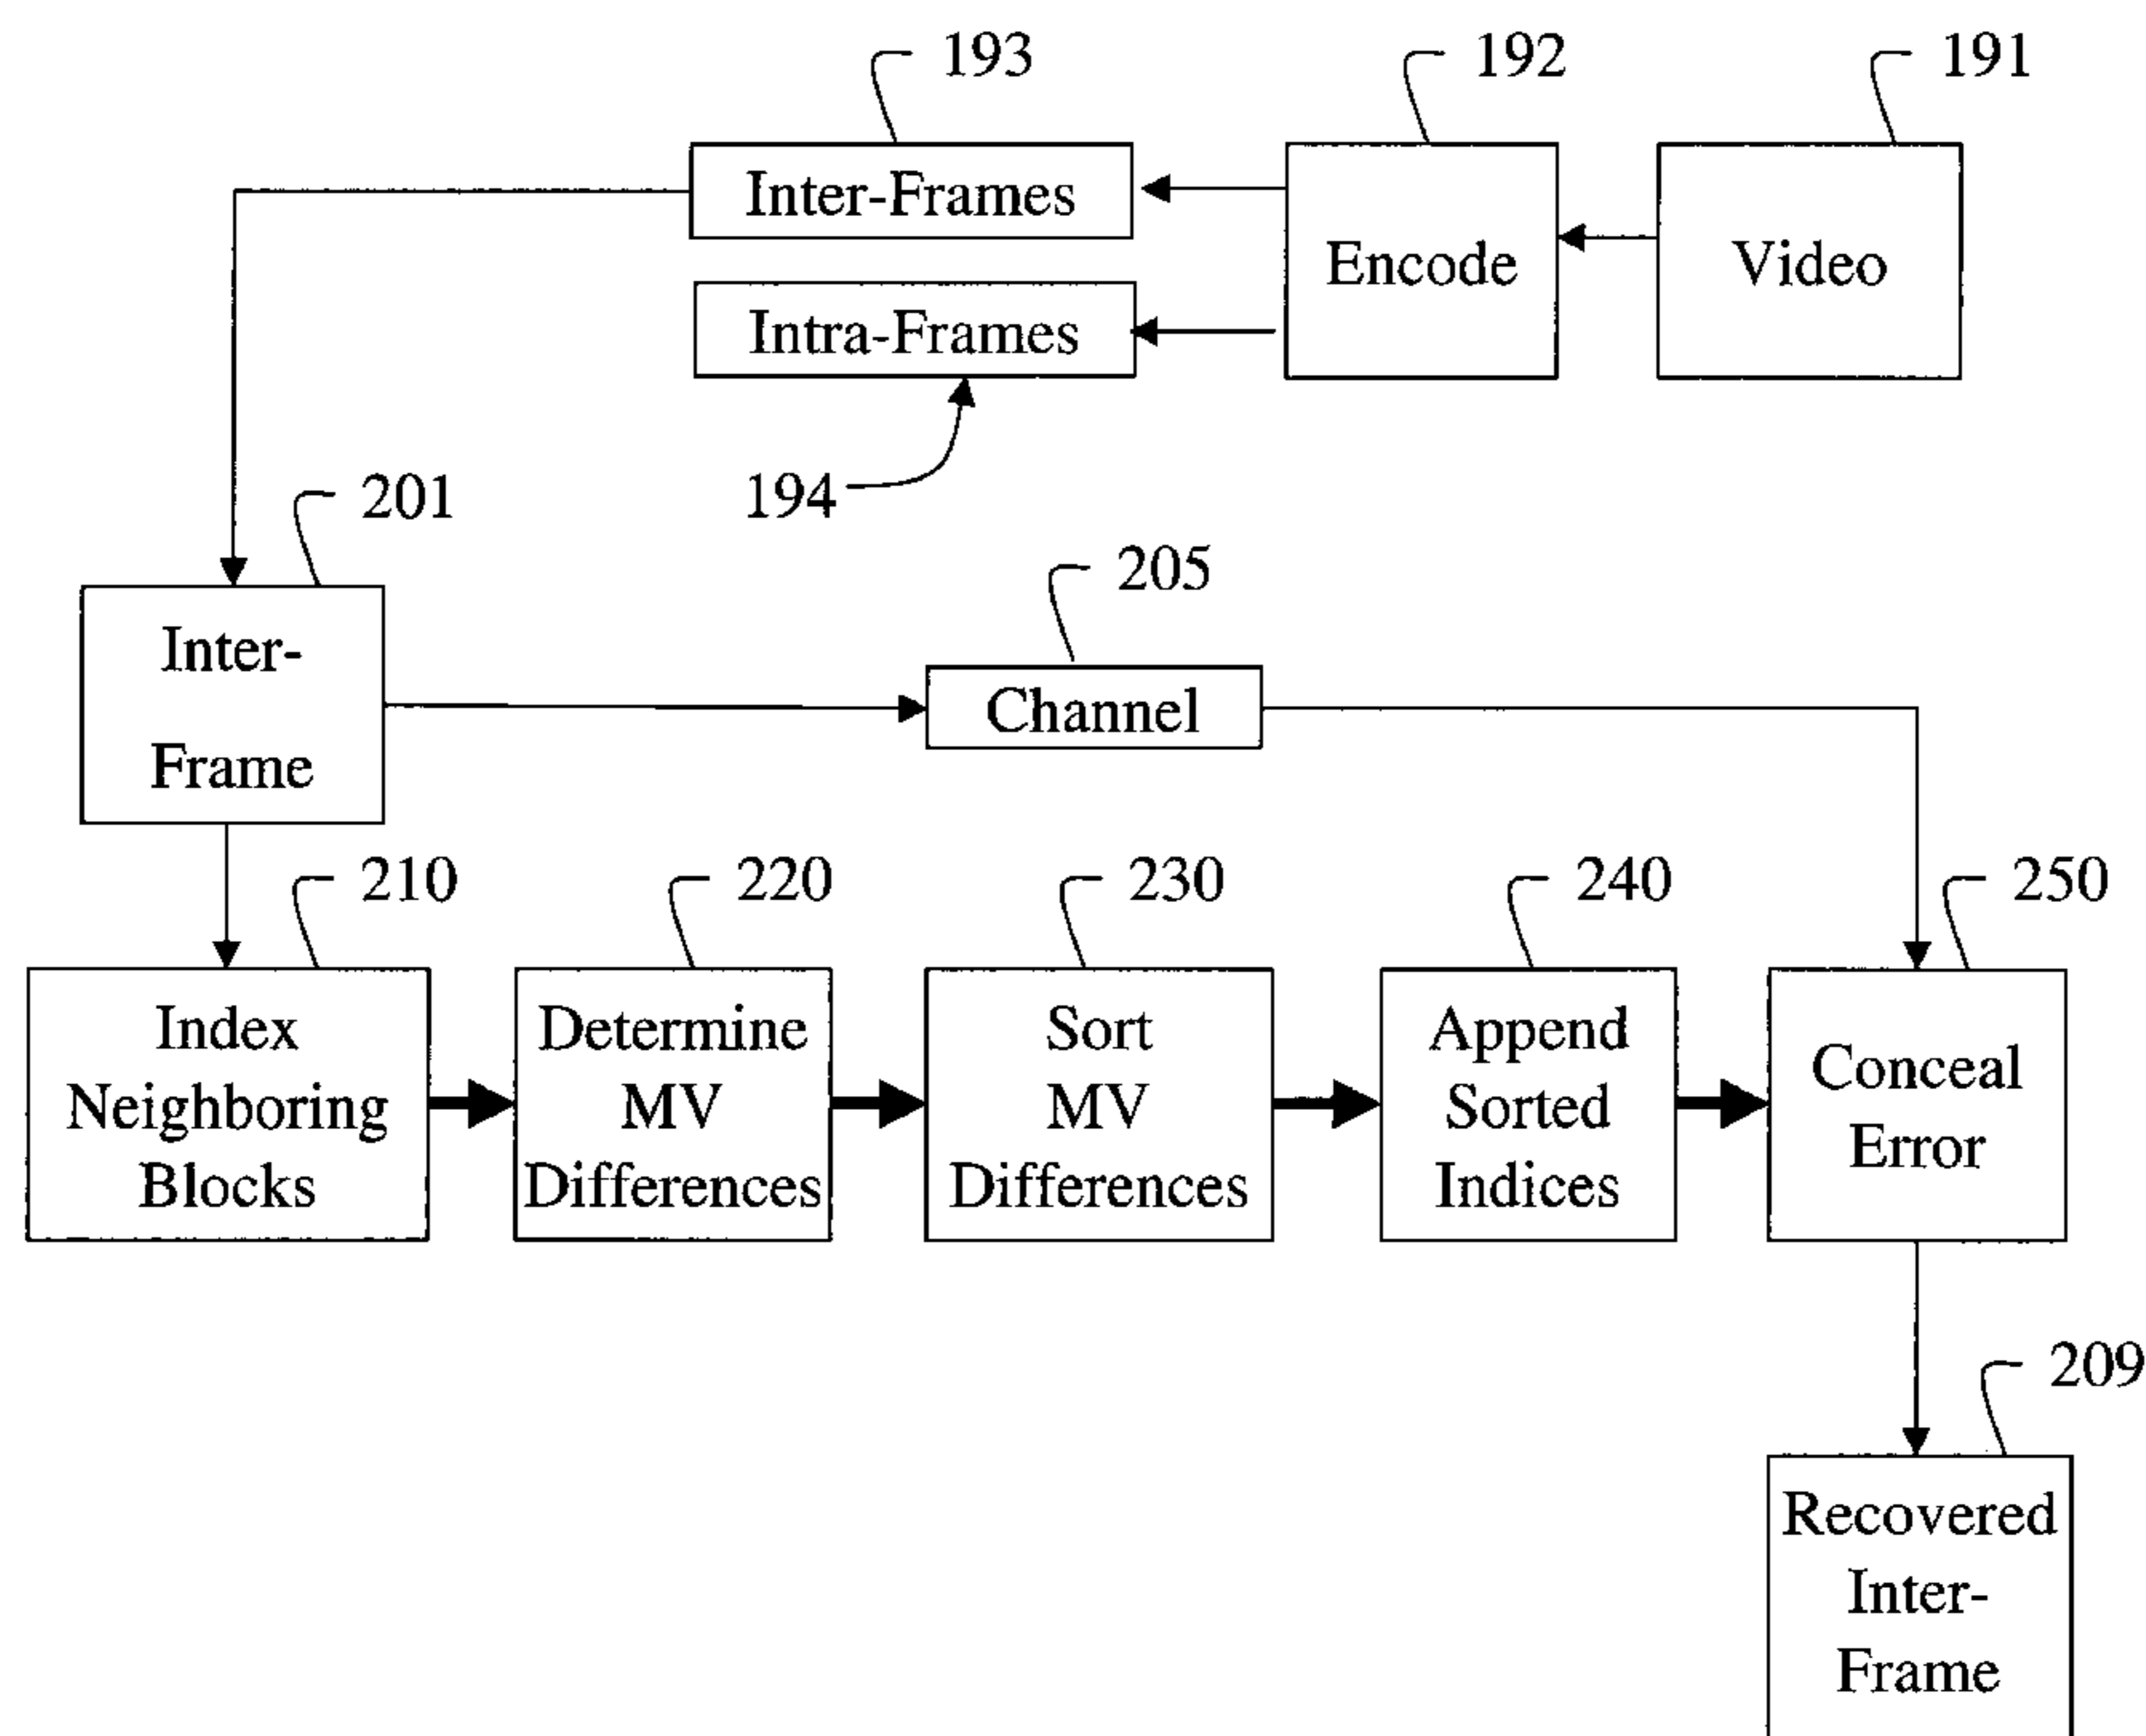 193
192
191
Inter-Frames
Encode
Video
Intra-Frames
194
201
205
Inter-
Frame
Channel
210
220
230
240
250
Index
Neighboring
Blocks
Determine
MV
Differences
Sort
MV
Differences
Append
Sorted
Indices
Conceal
Error
209
Recovered
Inter-
Frame